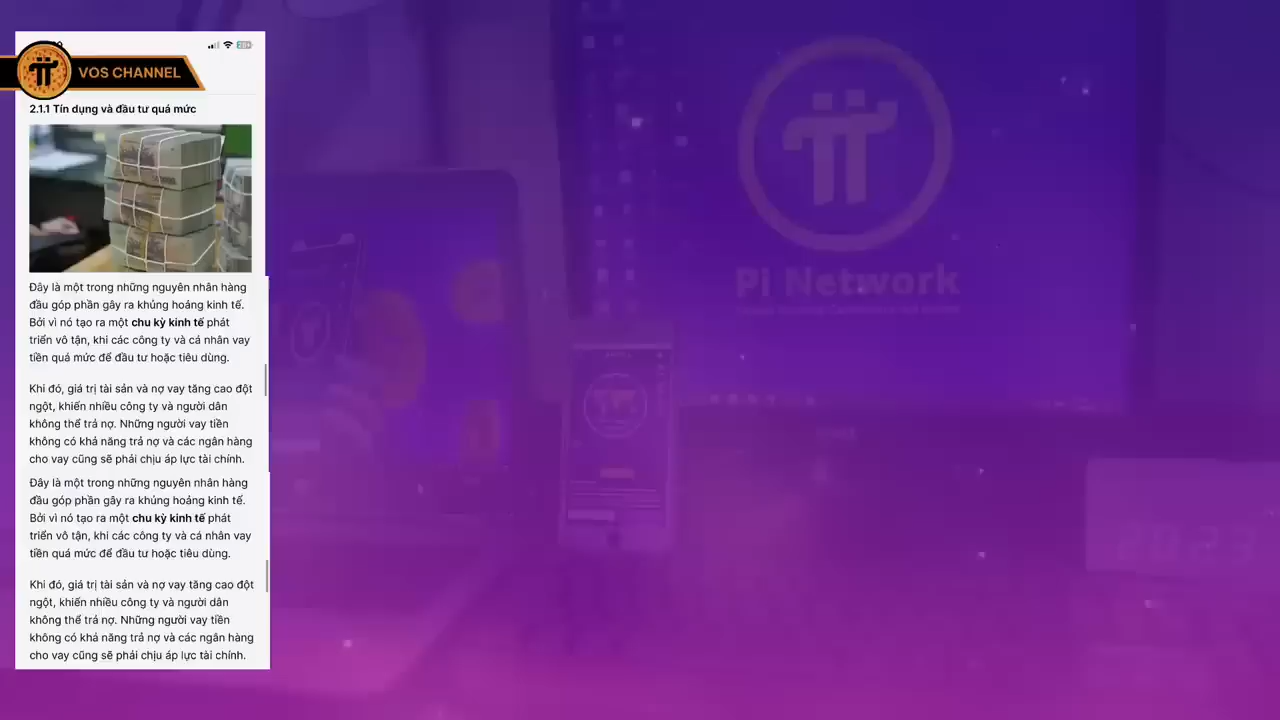 VOS CHANNEL
2.1.1 Tín dụng và đầu tư quá mức
Đây là một trong những nguyên nhân hàng
đầu góp phần gây ra khủng hoảng kinh tế.
Bởi vì nó tạo ra một chu kỳ kinh tế phát
triển vô tận, khi các công ty và cá nhân vay
tiền quá mức để đầu tư hoặc tiêu dùng.
Khi đó, giá trị tài sản và nợ vay tăng cao đột
ngột, khiến nhiều công ty và người dân
không thể trả nợ. Những người vay tiền
không có khả năng trả nợ và các ngân hàng
cho vay cũng sẽ phải chịu áp lực tài chính.
Đây là một trong những nguyên nhân hàng
đầu góp phần gây ra khủng hoảng kinh tế.
Bởi vì nó tạo ra một chu kỳ kinh tế phát
triển vô tận, khi các công ty và cá nhân vay
tiền quá mức để đầu tư hoặc tiêu dùng.
Khi đó, giá trị tài sản và nợ vay tăng cao đột
ngột, khiến nhiều công ty và người dân
không thể trả nợ. Những người vay tiền
không có khả năng trả nợ và các ngân hàng
cho vay cũng sẽ phải chịu áp lực tài chính.
Pi Network